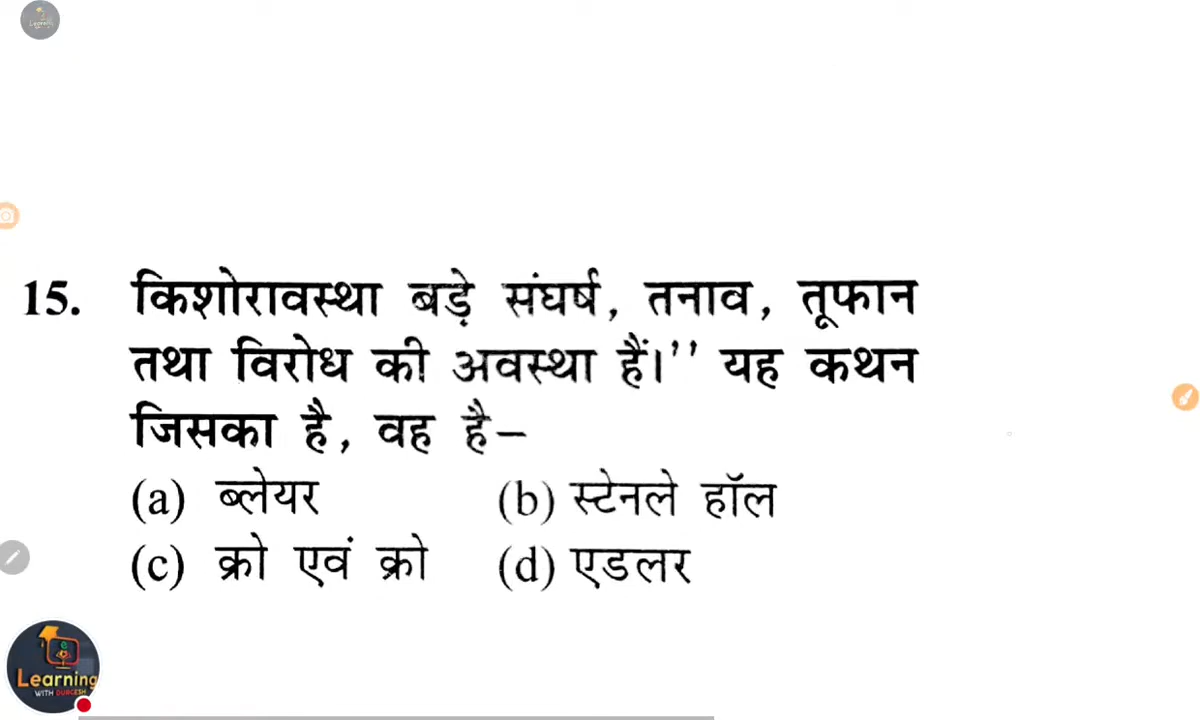 15. किशोरावस्था बड़े संघर्ष, तनाव, तूफान
तथा विरोध की अवस्था हैं।’’ यह कथन
जिसका है, वह है–
(a) ब्लेयर (b) स्टेनले हॉल
(c) क्रो एवं क्रो (d) एडलर
Learning
WITH DURGESH